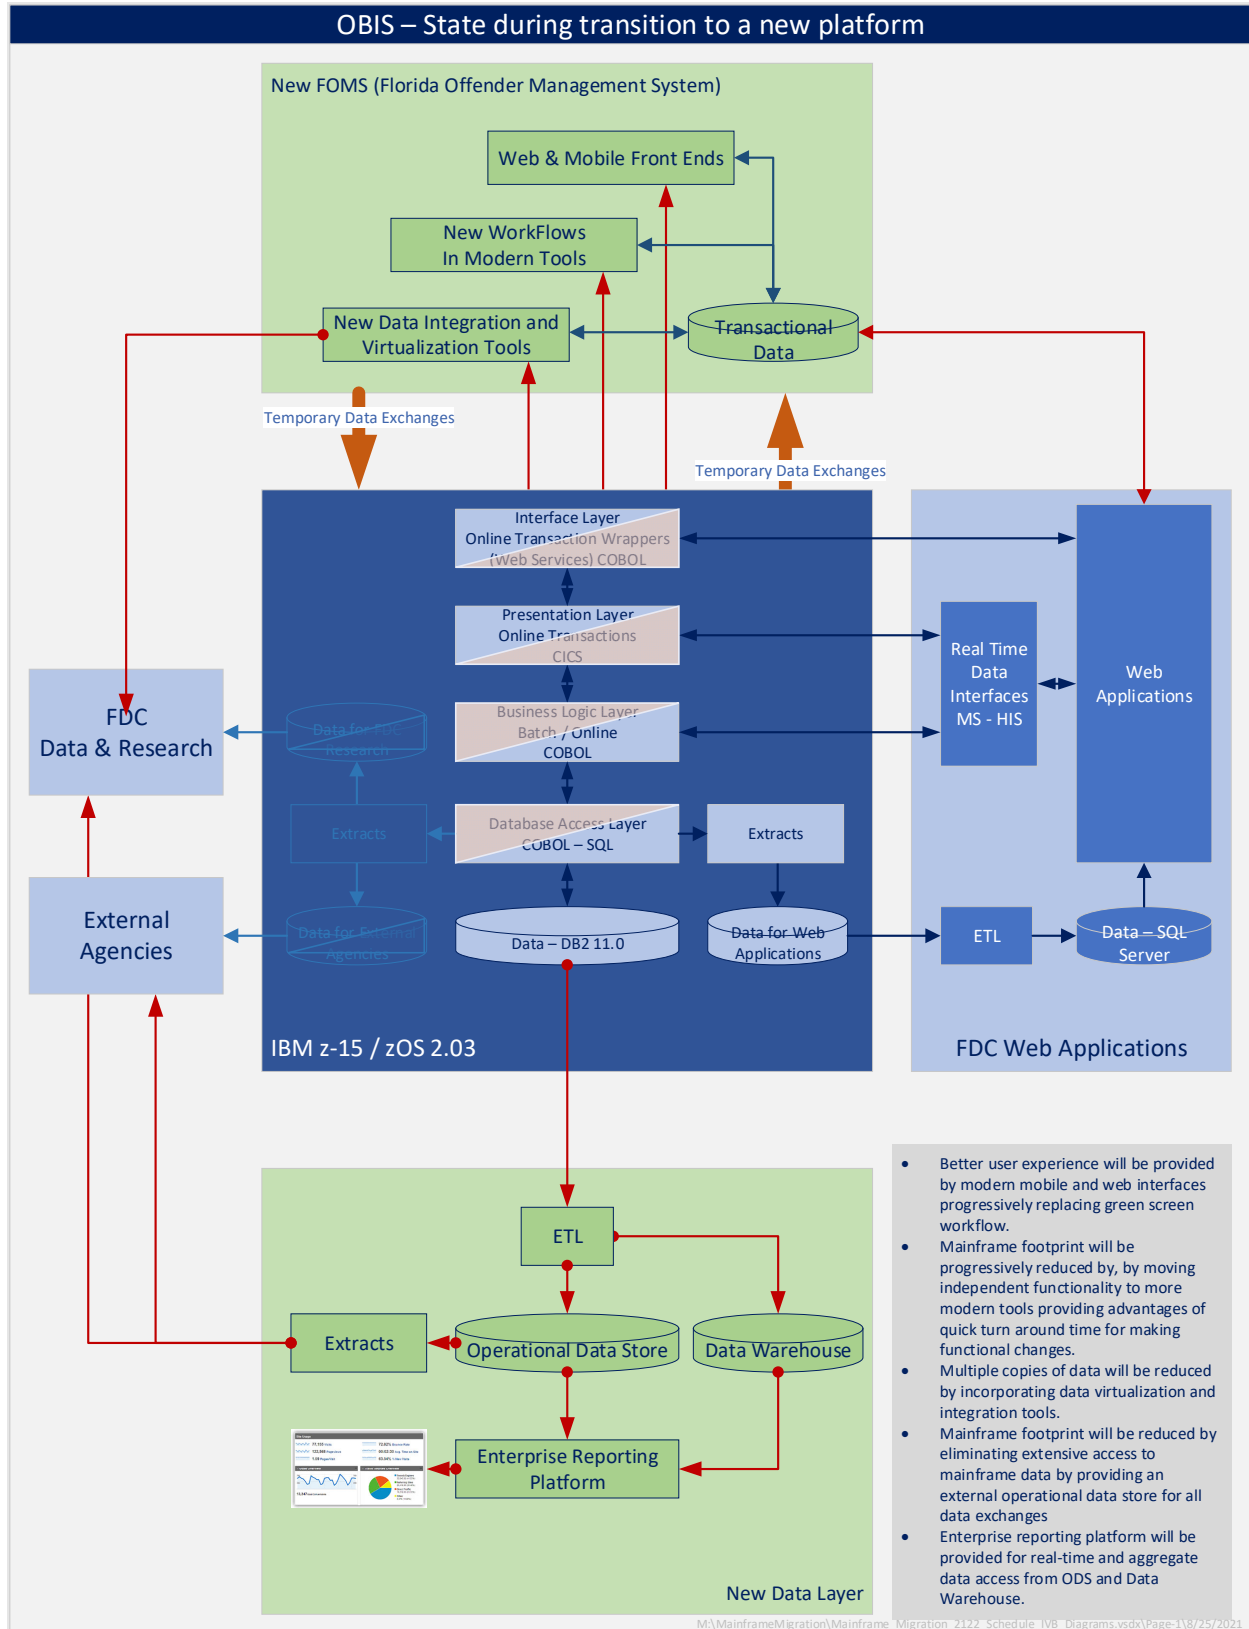 OBIS – State during transition to a new platform
New FOMS (Florida Offender Management System)
Web & Mobile Front Ends
New WorkFlows
In Modern Tools
New Data Integration and
Virtualization Tools
Transactional
Data
Temporary Data Exchanges
Temporary Data Exchanges
Interface Layer
Online Transaction Wrappers
(Web Services) COBOL
Presentation Layer
Online Transactions
CICS
Business Logic Layer
Batch / Online
COBOL
Database Access Layer
COBOL – SQL
Data – DB2 11.0
Data for FDC
Research
Extracts
Data for External
Agencies
Extracts
Data for Web
Applications
IBM z-15 / zOS 2.03
FDC
Data & Research
External
Agencies
Real Time
Data
Interfaces
MS - HIS
Web
Applications
ETL
Data – SQL
Server
FDC Web Applications
ETL
Extracts
Operational Data Store
Data Warehouse
Enterprise Reporting
Platform
New Data Layer
• Better user experience will be provided
by modern mobile and web interfaces
progressively replacing green screen
workflow.
• Mainframe footprint will be
progressively reduced by, by moving
independent functionality to more
modern tools providing advantages of
quick turn around time for making
functional changes.
• Multiple copies of data will be reduced
by incorporating data virtualization and
integration tools.
• Mainframe footprint will be reduced by
eliminating extensive access to
mainframe data by providing an
external operational data store for all
data exchanges
• Enterprise reporting platform will be
provided for real-time and aggregate
data access from ODS and Data
Warehouse.
M:\MainframeMigration\Mainframe_Migration_2122_Schedule_IVB_Diagrams.vsdx\Page-1\8/25/2021